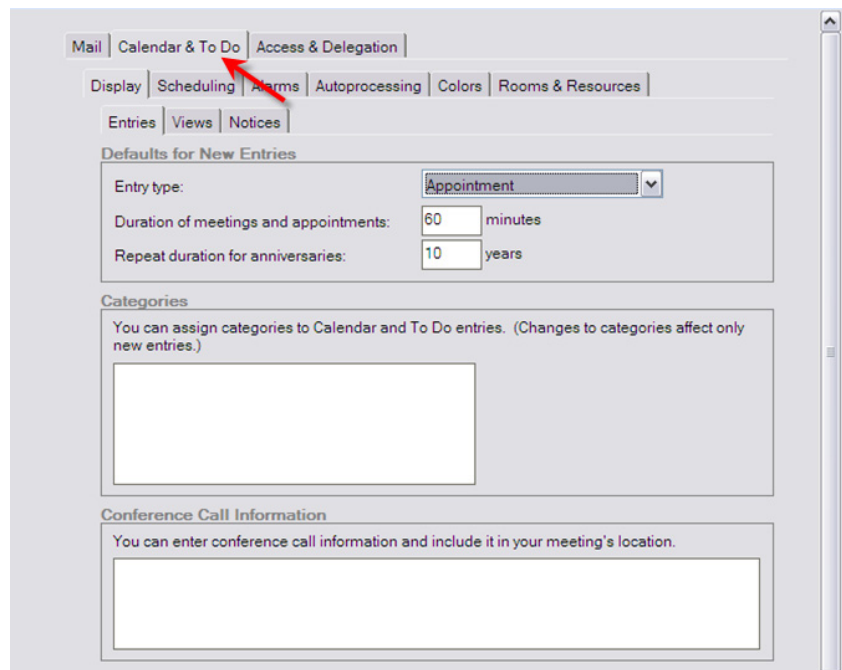 Mail Calendar & To Do Access & Delegation
Display Scheduling Alarms Autoprocessing Colors Rooms & Resources
Entries Views Notices
Defaults for New Entries
Entry type: Appointment
Duration of meetings and appointments: 60 minutes
Repeat duration for anniversaries: 10 years
Categories
You can assign categories to Calendar and To Do entries. (Changes to categories affect only
new entries.)
Conference Call Information
You can enter conference call information and include it in your meeting's location.